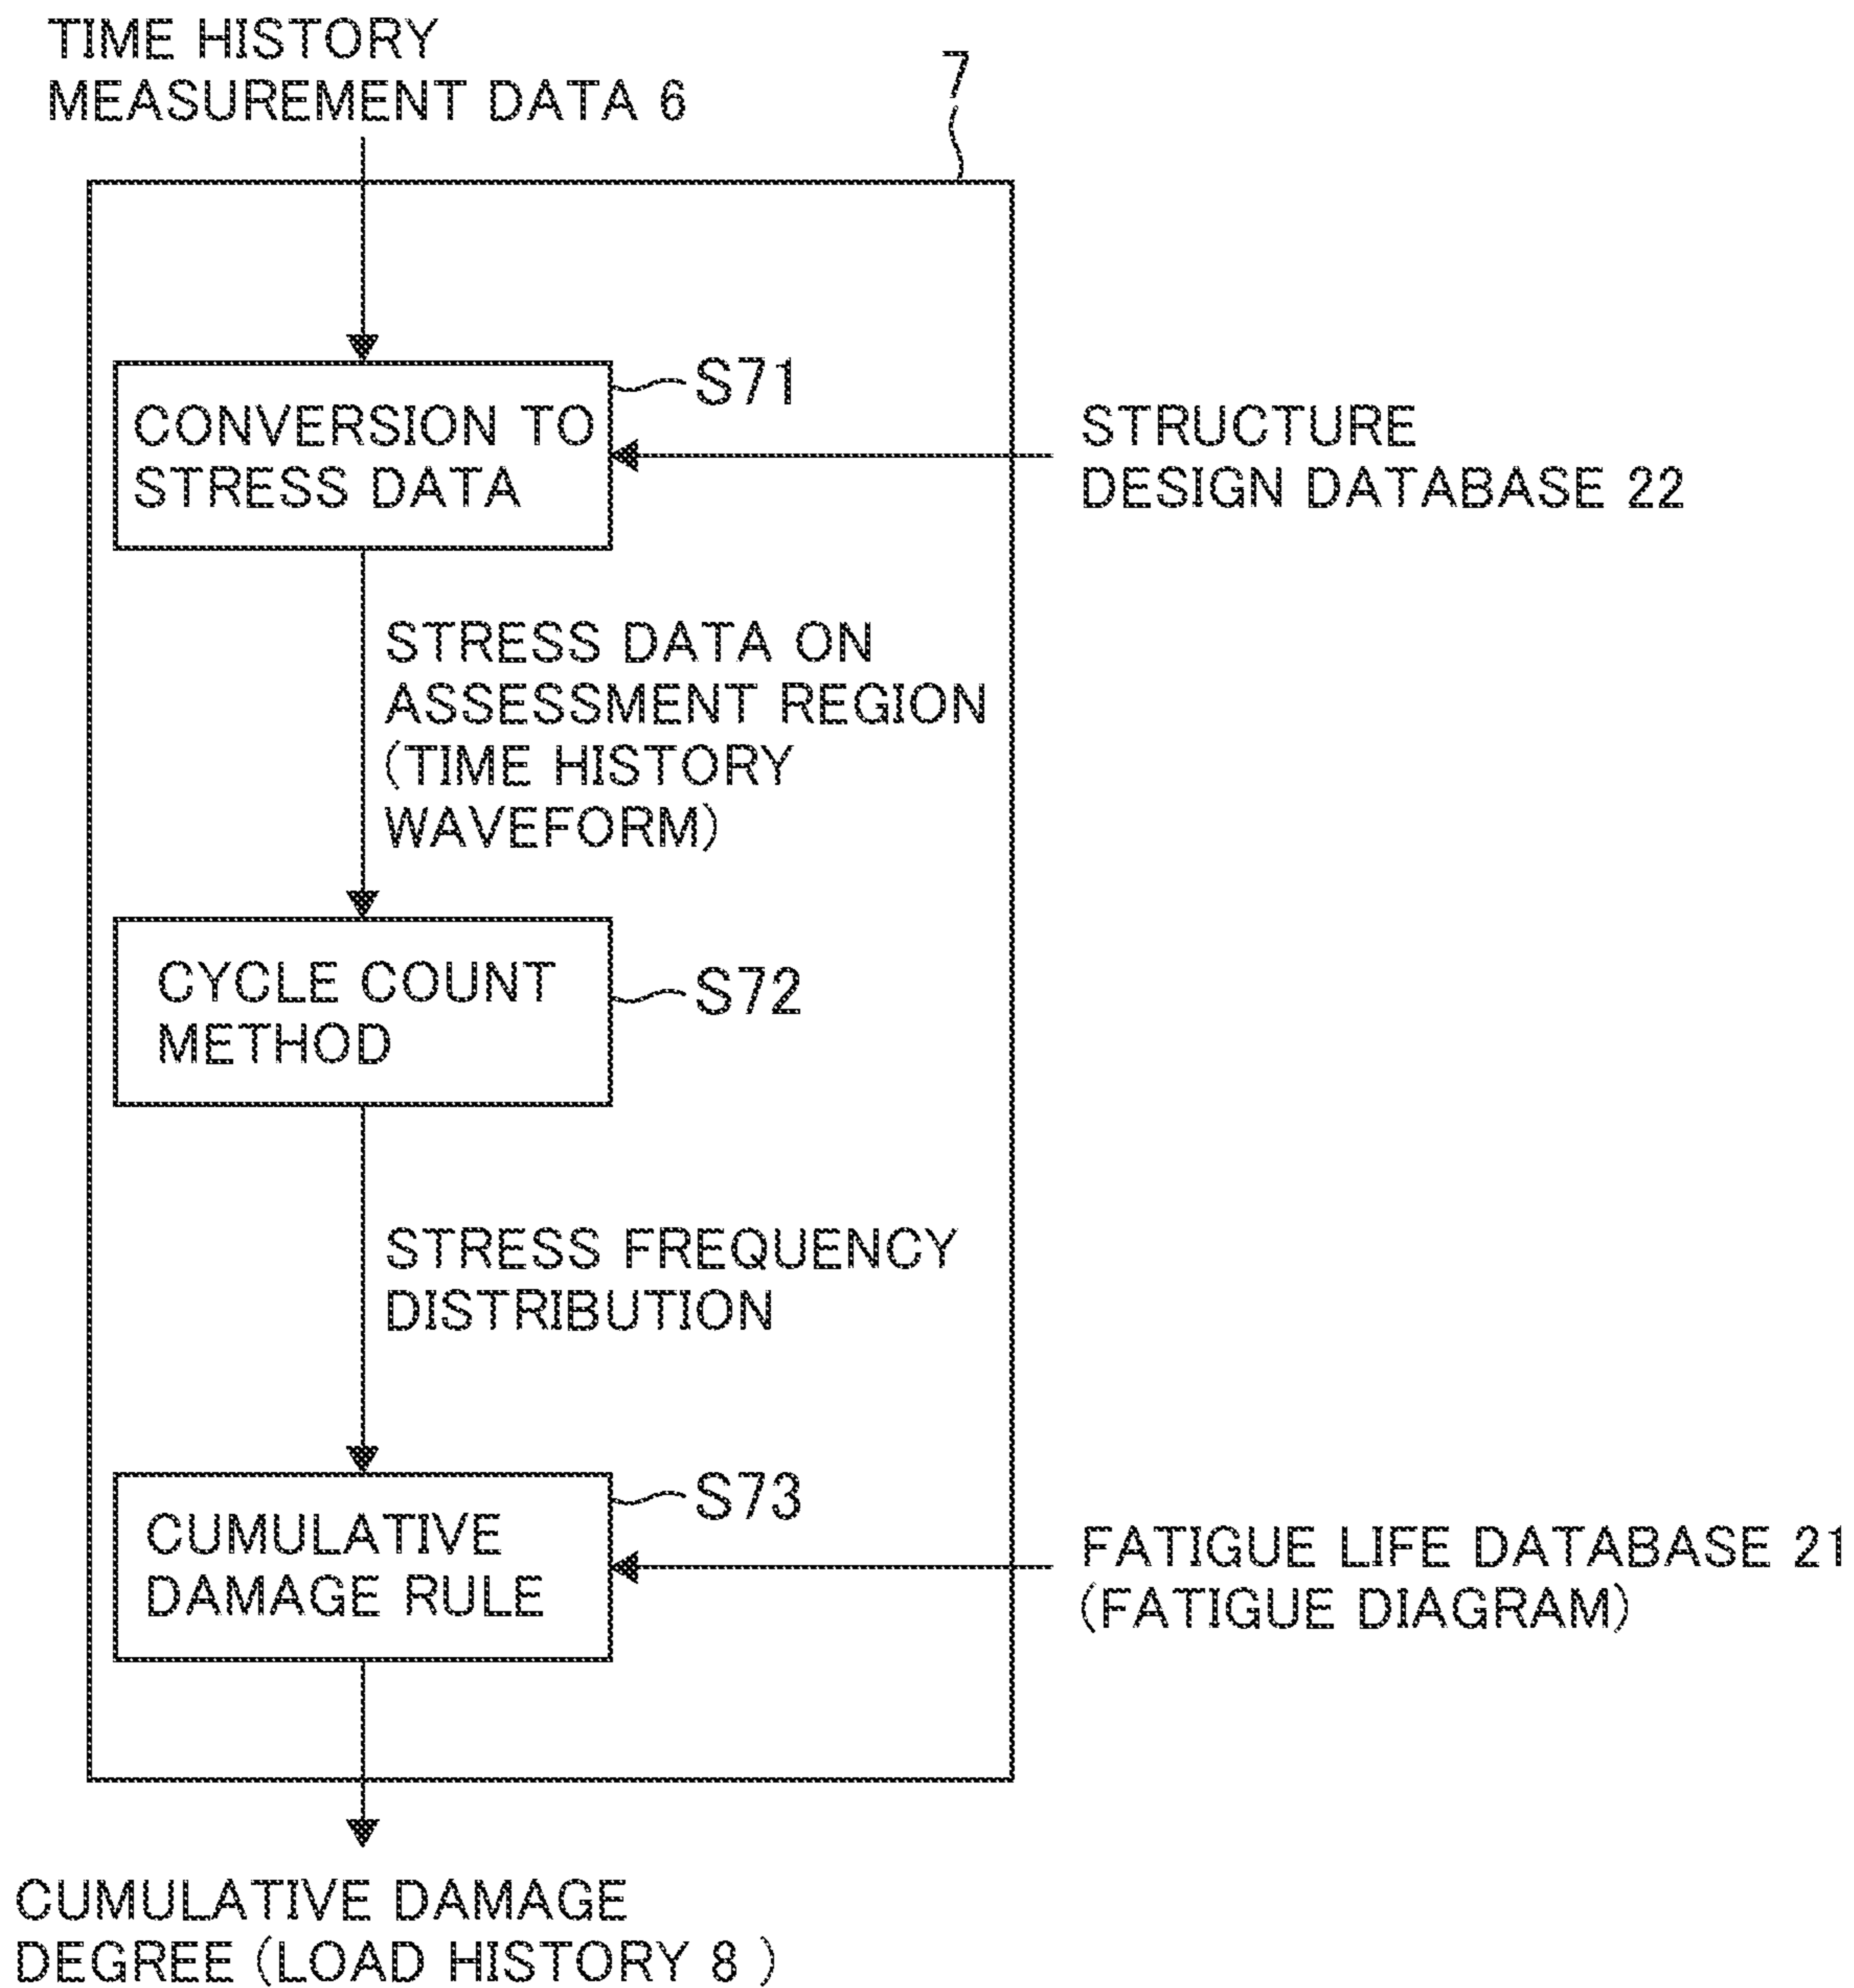 TIME HISTORY
MEASUREMENT DATA 6
7
S71
CONVERSION TO
STRESS DATA
STRUCTURE
DESIGN DATABASE 22
STRESS DATA ON
ASSESSMENT REGION
(TIME HISTORY
WAVEFORM)
CYCLE COUNT
METHOD
S72
STRESS FREQUENCY
DISTRIBUTION
S73
CUMULATIVE
DAMAGE RULE
FATIGUE LIFE DATABASE 21
(FATIGUE DIAGRAM)
CUMULATIVE DAMAGE
DEGREE (LOAD HISTORY 8 )